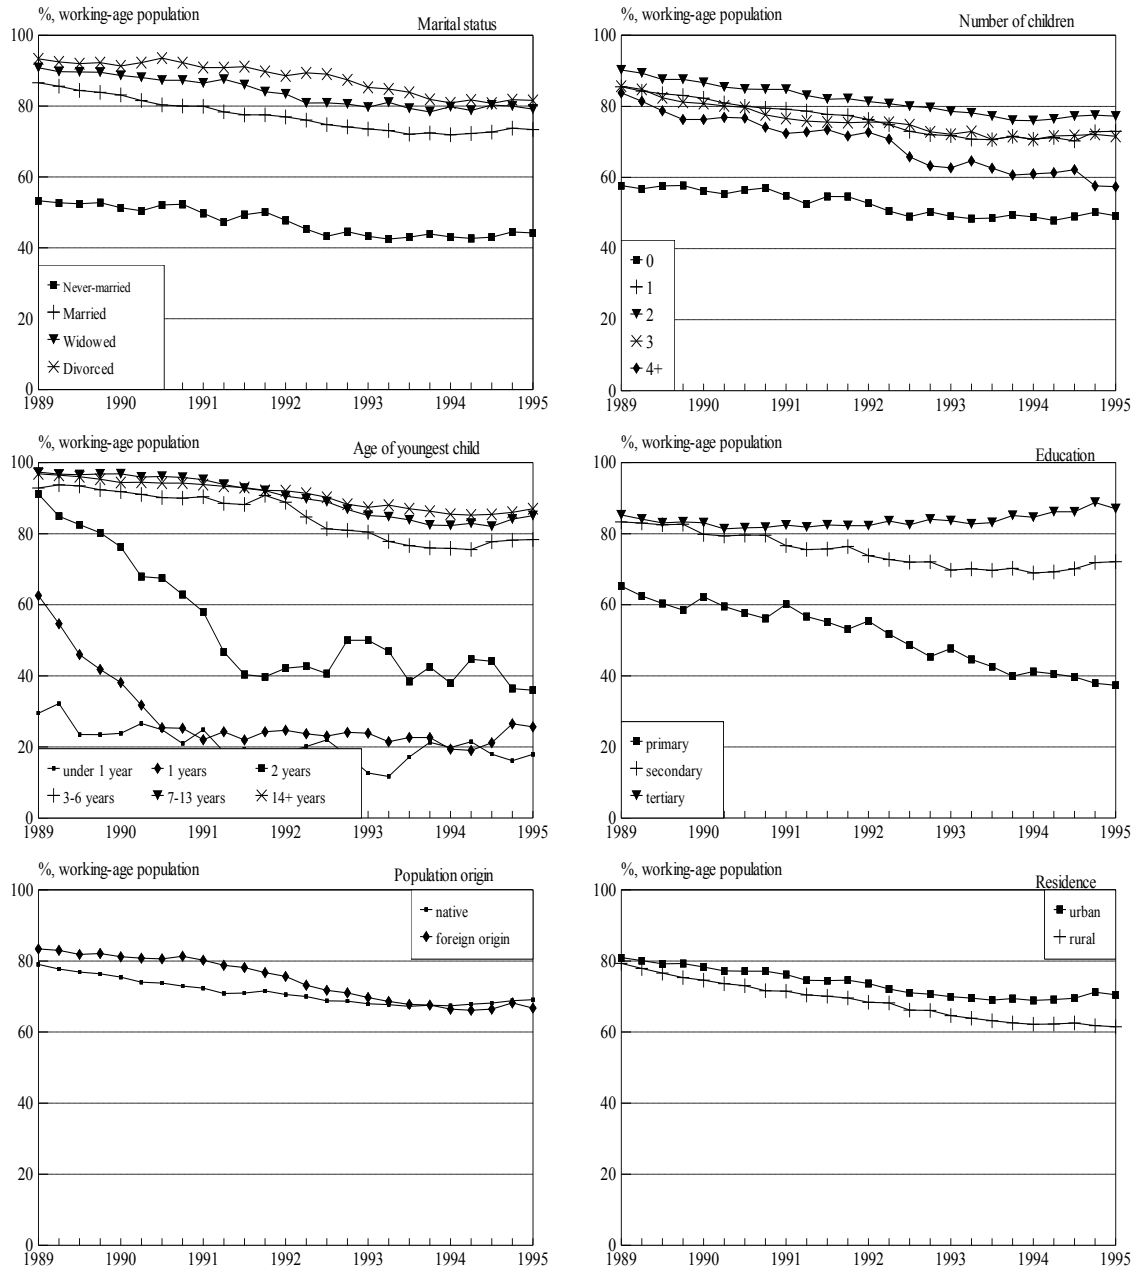 %, working-age population
Marital status
100
80
60
40
20
0
Never-married
Married
Widowed
Divorced
1989 1990 1991 1992 1993 1994 1995
%, working-age population
Number of children
100
80
60
40
20
0
0
1
2
3
4+
1989 1990 1991 1992 1993 1994 1995
%, working-age population
Age of youngest child
100
80
60
40
20
0
under 1 year 1 years 2 years
3-6 years 7-13 years 14+ years
1989 1990 1991 1992 1993 1994 1995
%, working-age population
Education
100
80
60
40
20
0
primary
secondary
tertiary
1989 1990 1991 1992 1993 1994 1995
%, working-age population
Population origin
100
80
60
40
20
0
native
foreign origin
1989 1990 1991 1992 1993 1994 1995
%, working-age population
Residence
100
80
60
40
20
0
urban
rural
1989 1990 1991 1992 1993 1994 1995